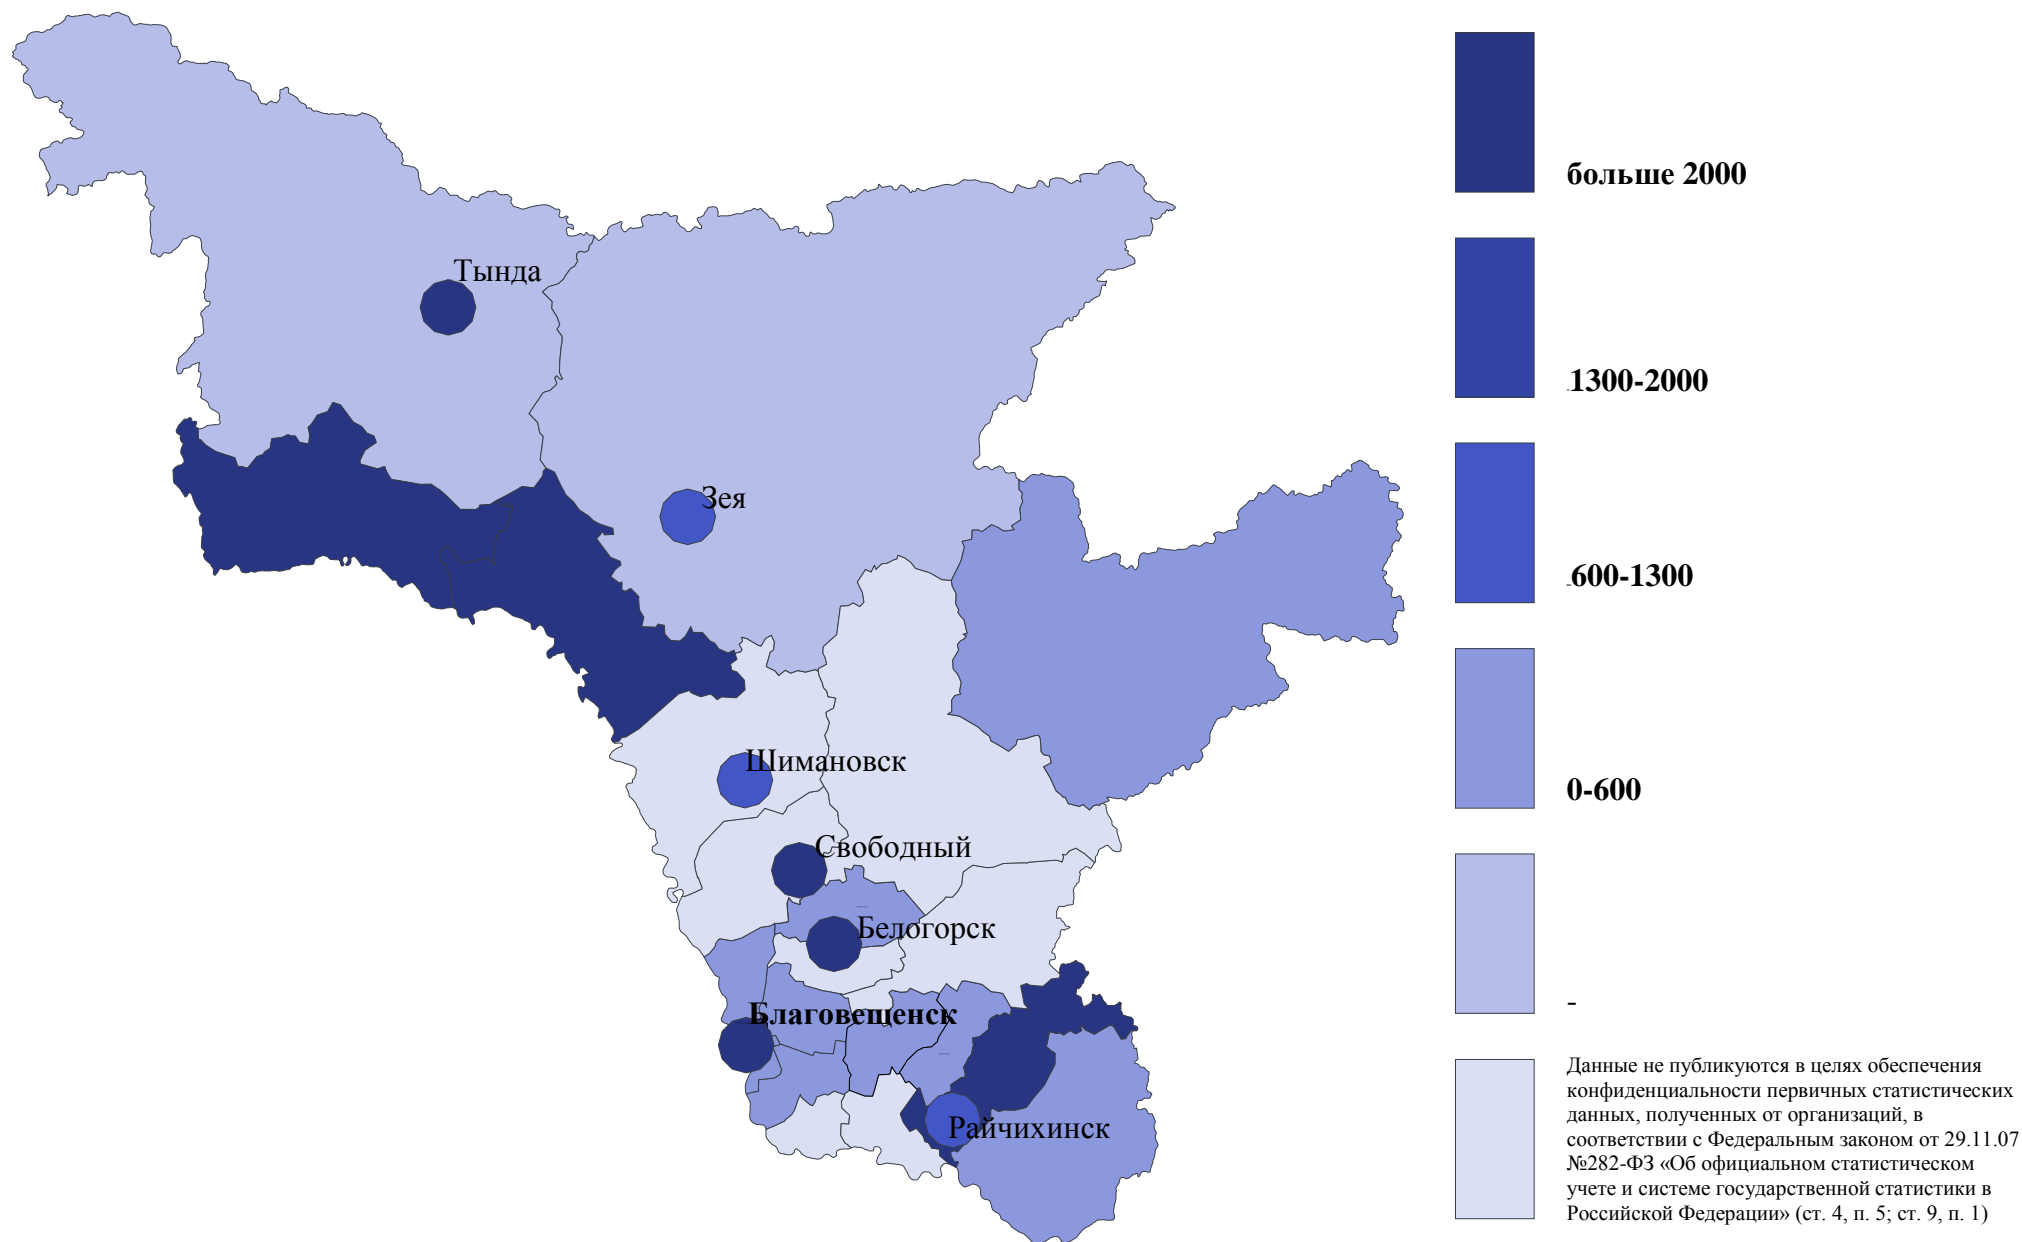 Тында
Зея
Шимановск
Свободный
Белогорск
Благовещенск
Райчихинск
больше 2000
1300-2000
600-1300
0-600
-
Данные не публикуются в целях обеспечения
конфиденциальности первичных статистических
данных, полученных от организаций, в
соответствии с Федеральным законом от 29.11.07
№282-ФЗ «Об официальном статистическом
учете и системе государственной статистики в
Российской Федерации» (ст. 4, п. 5; ст. 9, п. 1)